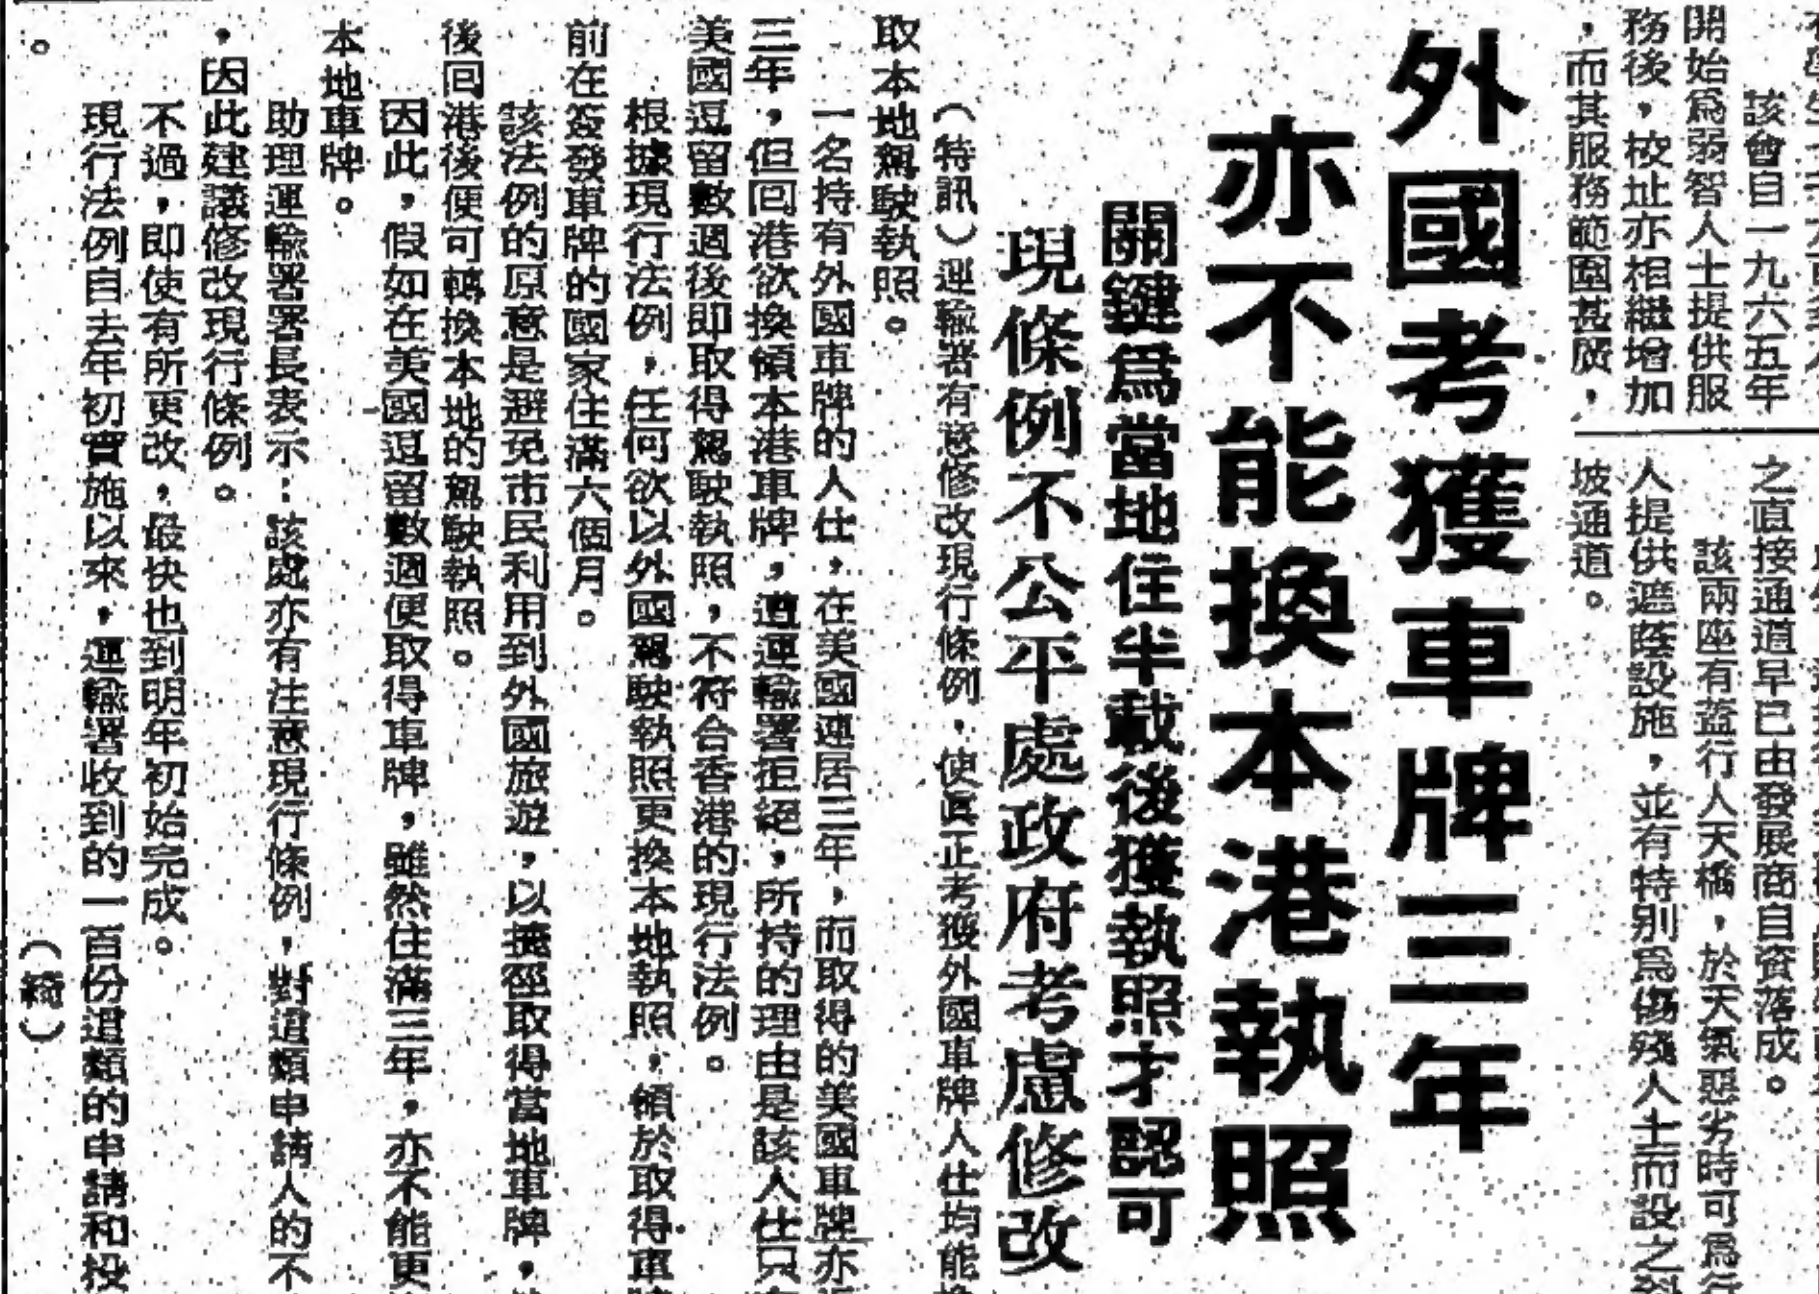 該會自一九六五年
開始爲弱智人士提供服
務後，校址亦相繼增加
，而其服務範圍甚廣，
之直接通道早已由發展商自資落成。
該兩座有蓋行人天橋，於天氣惡劣時可爲行
人提供遮蔭設施，並有特別爲傷殘人士而設之
坡通道。
外國考獲車牌三年
亦不能換本港執照
關鍵爲當地住半載後獲執照才認可
現條例不公平處政府考慮修改
（特訊）運輸署有意修改現行條例，使眞正考獲外國車牌人仕均能換
取本地駕駛執照。
一名持有外國車牌的人仕，在美國連居三年，而取得的美國車牌亦
三年，但回港欲換領本港車牌，遭運輸署拒絕，所持的理由是該人仕只
美國逗留數週後即取得駕駛執照，不符合香港的現行法例。
根據現行法例，任何欲以外國駕駛執照更換本地執照，須於取得車
前在簽發車牌的國家住滿六個月。
該法例的原意是避免市民利用到外國旅遊，以捷徑取得當地車牌，
後回港後便可轉換本地的駕駛執照。
因此，假如在美國逗留數週便取得車牌，雖然住滿三年，亦不能更
本地車牌。
助理運輸署署長表示：該處亦有注意現行條例，對這類申請人的不
，因此建議修改現行條例。
不過，即使有所更改，最快也到明年初始完成。
現行法例自去年初實施以來，運輸署收到的一百份這類的申請和投
。